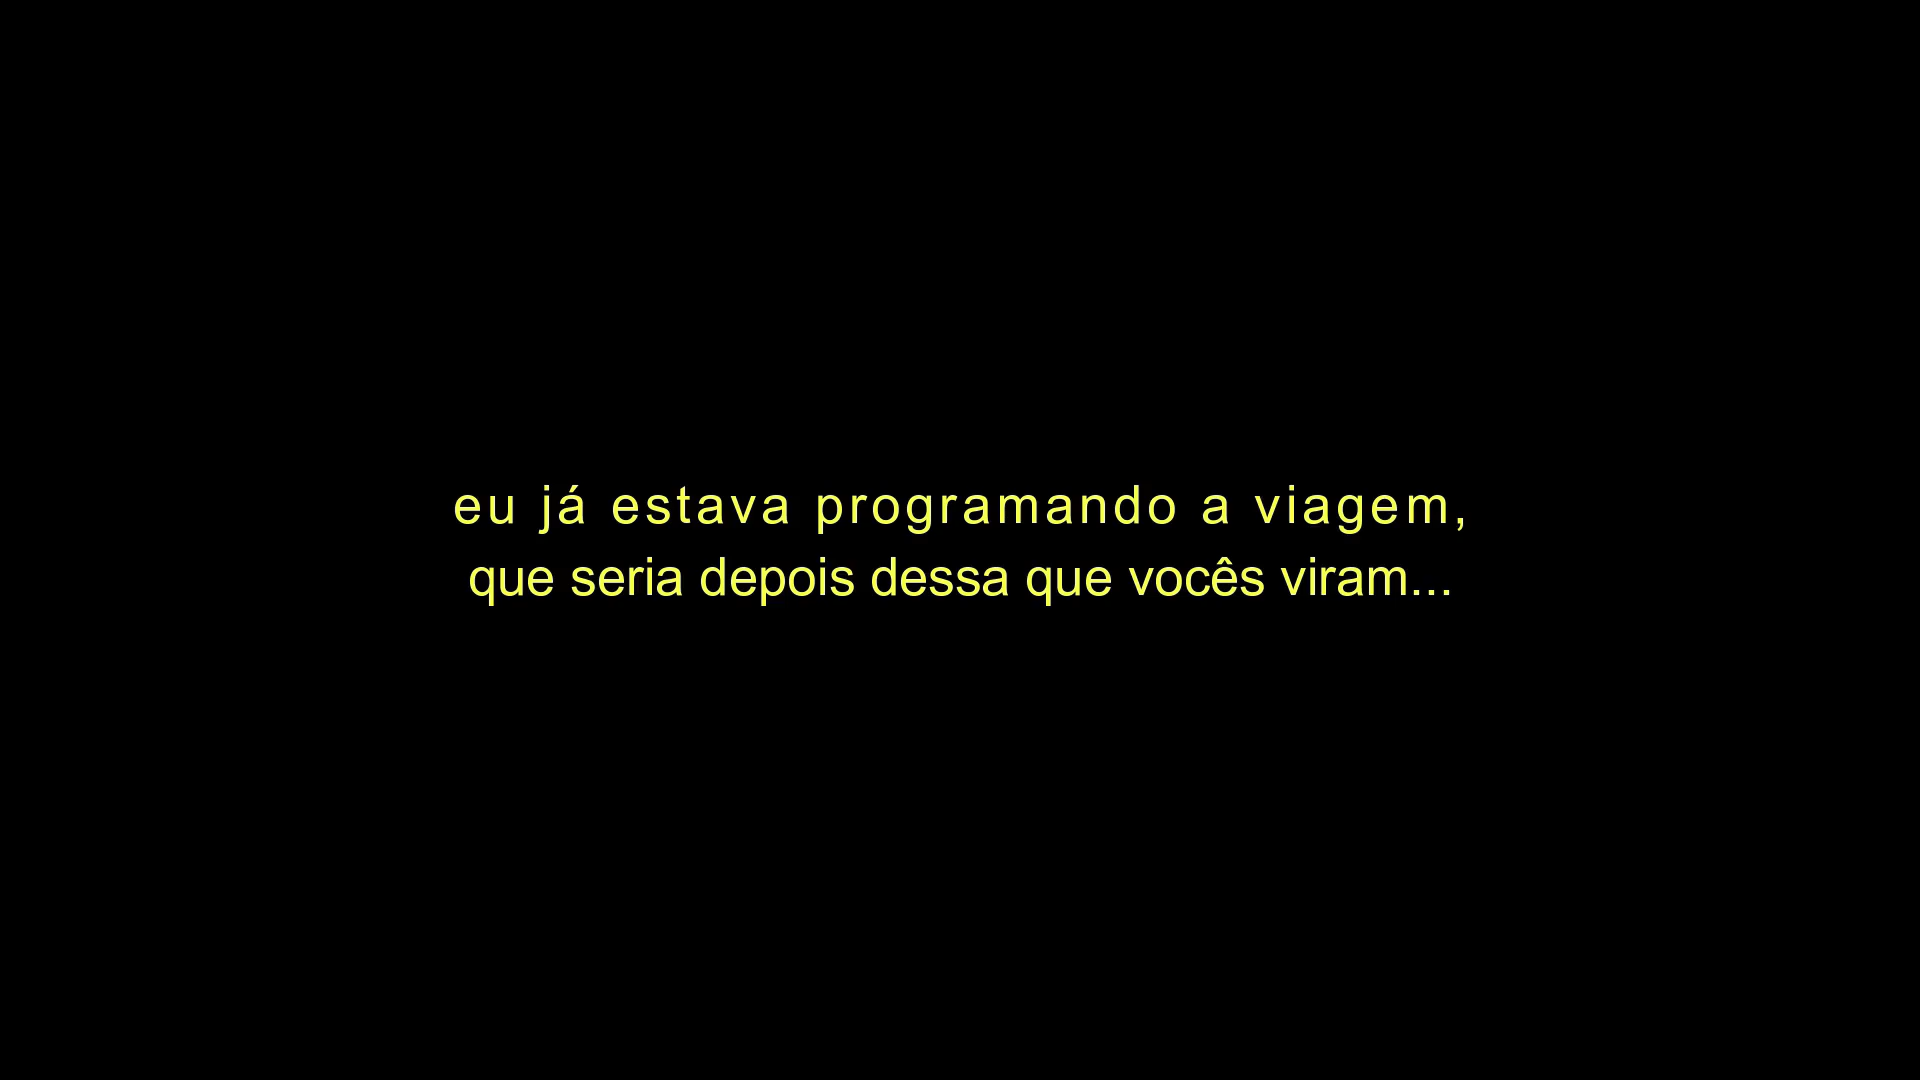 eu já estava programando a viagem,
que seria depois dessa que vocês viram...